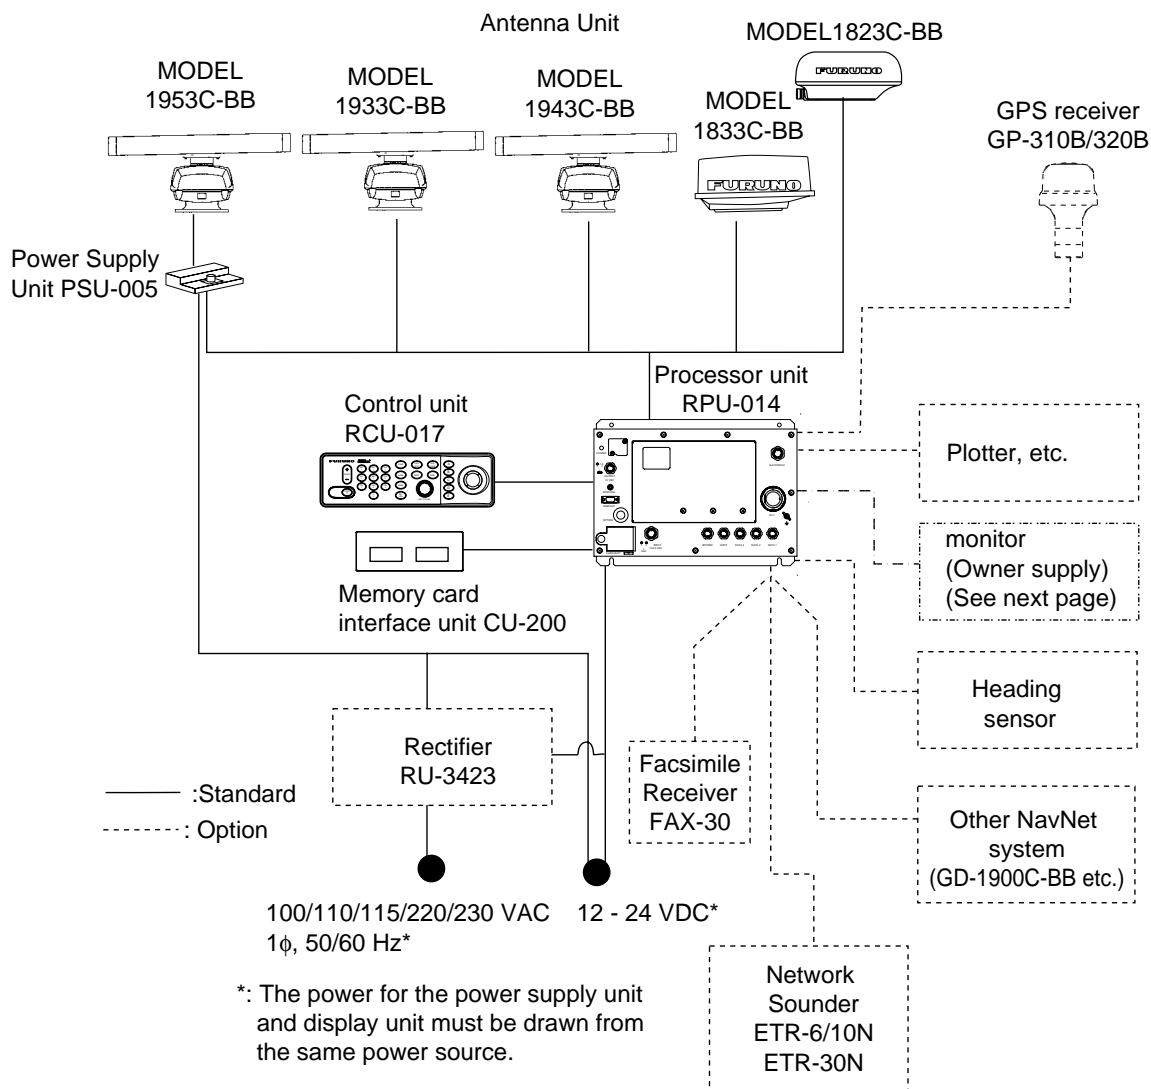 Antenna Unit
MODEL1823C-BB
FURUNO
MODEL
1953C-BB
MODEL
1933C-BB
MODEL
1943C-BB
MODEL
1833C-BB
FURUNO
GPS receiver
GP-310B/320B
Power Supply
Unit PSU-005
Processor unit
RPU-014
Control unit
RCU-017
FURUNO
Plotter, etc.
monitor
(Owner supply)
(See next page)
Memory card
interface unit CU-200
Heading
sensor
Rectifier
RU-3423
Facsimile
Receiver
FAX-30
:Standard
: Option
Other NavNet
system
(GD-1900C-BB etc.)
100/110/115/220/230 VAC
1ϕ, 50/60 Hz*
12 - 24 VDC*
*: The power for the power supply unit
and display unit must be drawn from
the same power source.
Network
Sounder
ETR-6/10N
ETR-30N